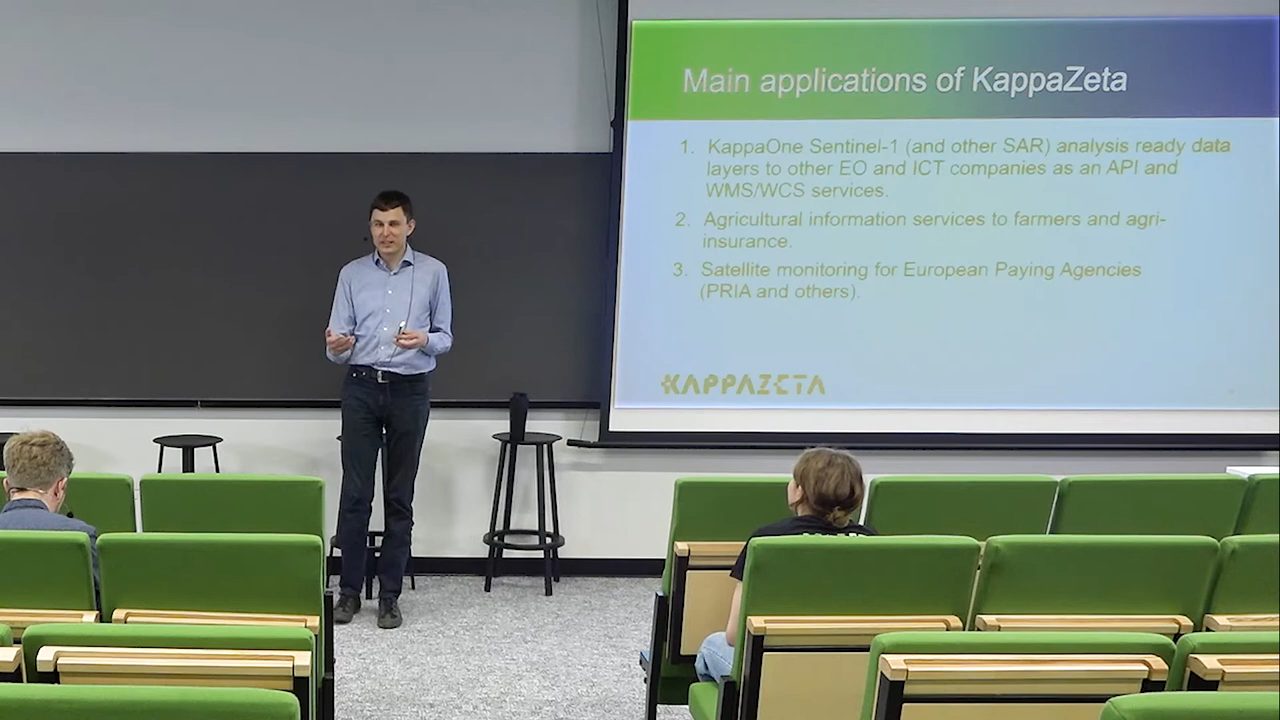 Main applications of KappaZeta
1. KappaOne Sentinel-1 (and other SAR) analysis ready data
layers to other EO and ICT companies as an API and
WMS/WCS services.
2. Agricultural information services to farmers and agri-
insurance.
3. Satellite monitoring for European Paying Agencies
(PRIA and others).
KAPPAZETA